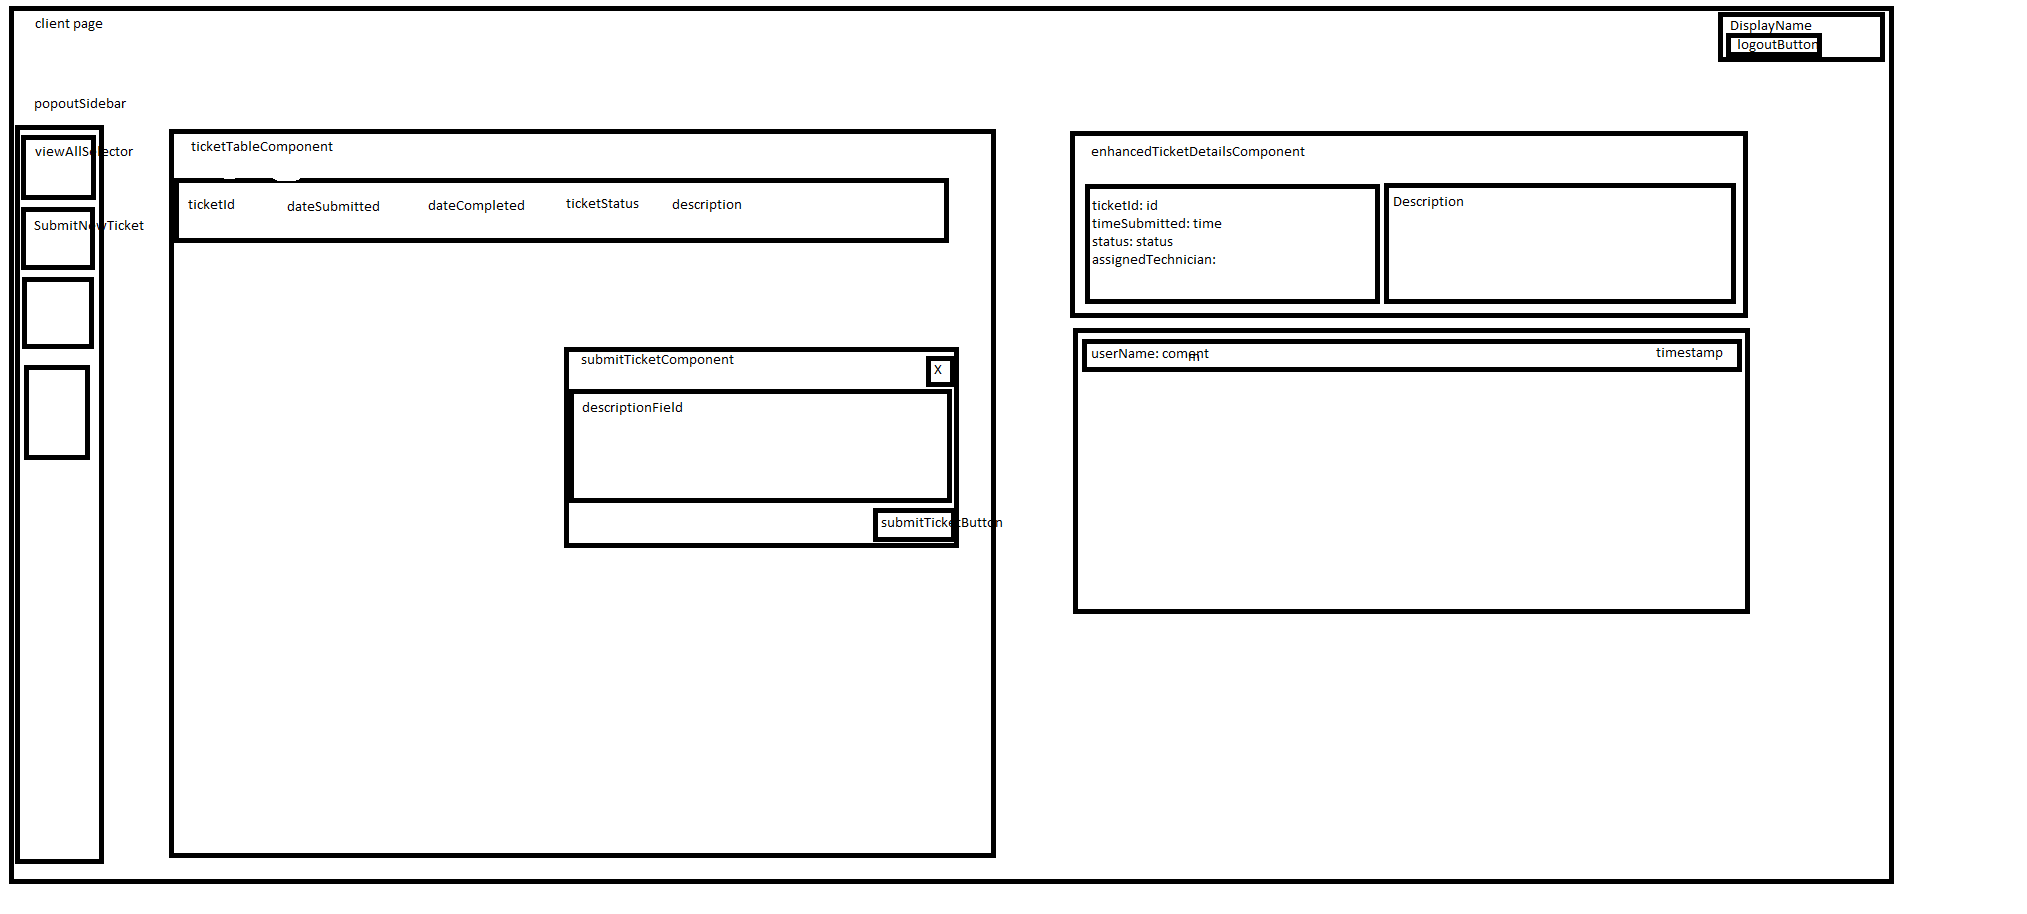 client page
DisplayName
logoutButton
popoutSidebar
viewAllSelector
SubmitNewTicket
ticketTableComponent
ticketId dateSubmitted dateCompleted ticketStatus description
submitTicketComponent
X
descriptionField
submitTicketButton
enhancedTicketDetailsComponent
ticketId: id
timeSubmitted: time
status: status
assignedTechnician:
Description
userName: coment timestamp
m